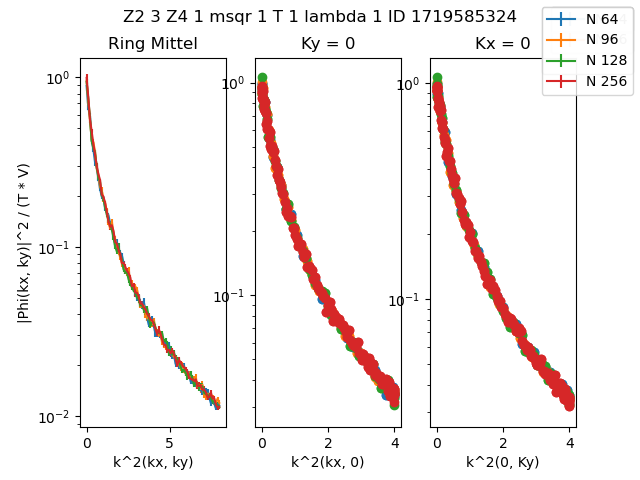 Z2 3 Z4 1 msqr 1 T 1 lambda 1 ID 1719585324
N 64
N 96
N 128
N 256
Ring Mittel
Ky = 0
Kx = 0
|Phi(kx, ky)|^2 / (T * V)
10^0
10^-1
10^-2
0 5
k^2(kx, ky)
10^0
10^-1
0 2 4
k^2(kx, 0)
10^0
10^-1
0 2 4
k^2(0, Ky)